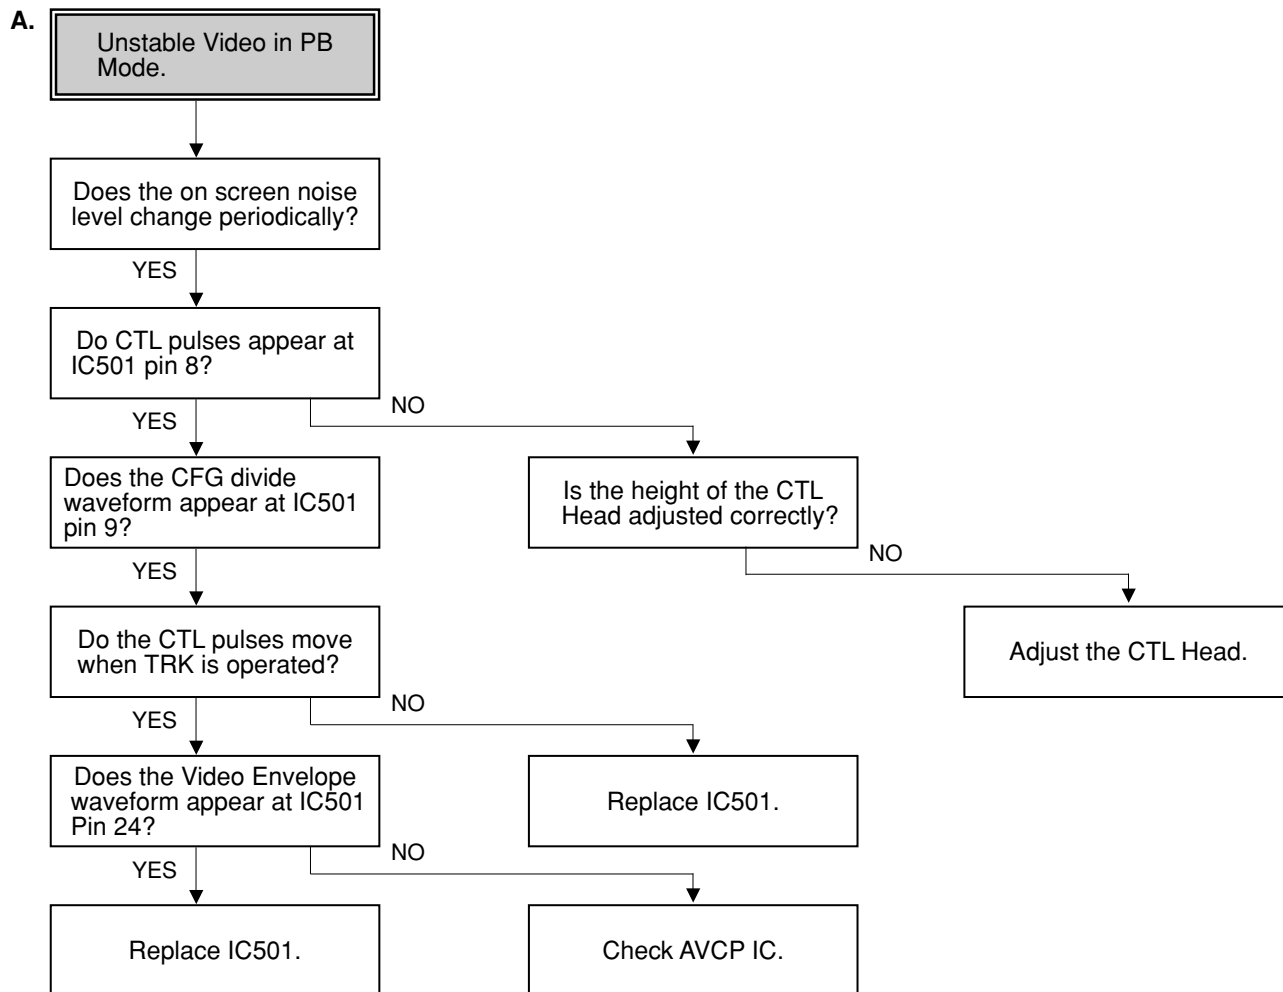 A.
Unstable Video in PB
Mode.
Does the on screen noise
level change periodically?
YES
Do CTL pulses appear at
IC501 pin 8?
YES
NO
Does the CFG divide
waveform appear at IC501
pin 9?
Is the height of the CTL
Head adjusted correctly?
YES
NO
Do the CTL pulses move
when TRK is operated?
Adjust the CTL Head.
YES
NO
Does the Video Envelope
waveform appear at IC501
Pin 24?
Replace IC501.
YES
NO
Replace IC501.
Check AVCP IC.